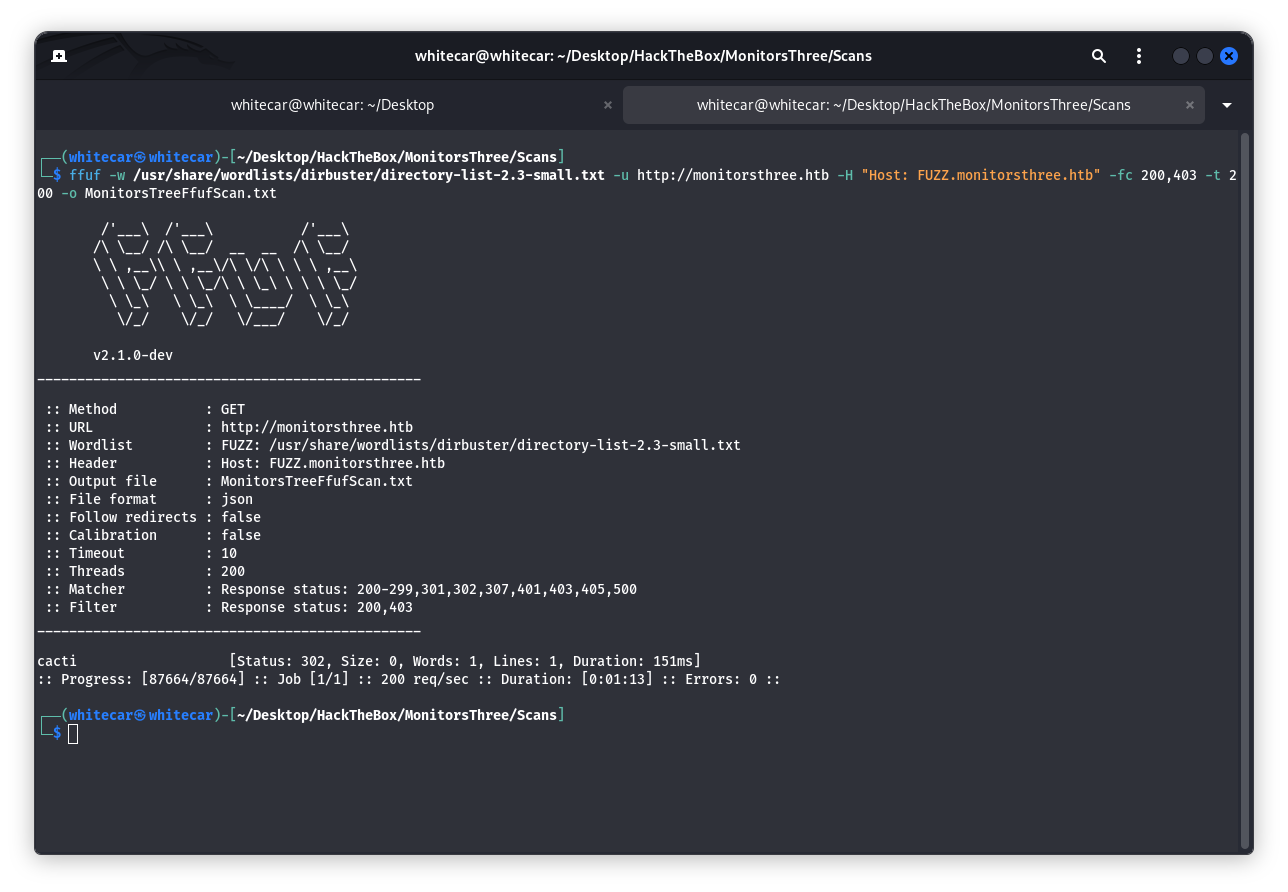 whitecar@whitecar: ~/Desktop/HackTheBox/MonitorsThree/Scans
whitecar@whitecar: ~/Desktop × whitecar@whitecar: ~/Desktop/HackTheBox/MonitorsThree/Scans ×
┌──(whitecar㉿whitecar)-[~/Desktop/HackTheBox/MonitorsThree/Scans]
└─$ ffuf -w /usr/share/wordlists/dirbuster/directory-list-2.3-small.txt -u http://monitorsthree.htb -H "Host: FUZZ.monitorsthree.htb" -fc 200,403 -t 2
00 -o MonitorsTreeFfufScan.txt
        /'___\  /'___\           /'___\
       /\ \__/ /\ \__/  __  __  /\ \__/
       \ \ ,__\\ \ ,__\/\ \/\ \ \ \ ,__\
        \ \ \_/ \ \ \_/\ \ \_\ \ \ \ \_/
         \ \_\   \ \_\  \ \____/  \ \_\
          \/_/    \/_/   \/___/    \/_/
       v2.1.0-dev
________________________________________________
 :: Method           : GET
 :: URL              : http://monitorsthree.htb
 :: Wordlist         : FUZZ: /usr/share/wordlists/dirbuster/directory-list-2.3-small.txt
 :: Header           : Host: FUZZ.monitorsthree.htb
 :: Output file      : MonitorsTreeFfufScan.txt
 :: File format      : json
 :: Follow redirects : false
 :: Calibration      : false
 :: Timeout          : 10
 :: Threads          : 200
 :: Matcher          : Response status: 200-299,301,302,307,401,403,405,500
 :: Filter           : Response status: 200,403
________________________________________________
cacti                   [Status: 302, Size: 0, Words: 1, Lines: 1, Duration: 151ms]
:: Progress: [87664/87664] :: Job [1/1] :: 200 req/sec :: Duration: [0:01:13] :: Errors: 0 ::
┌──(whitecar㉿whitecar)-[~/Desktop/HackTheBox/MonitorsThree/Scans]
└─$